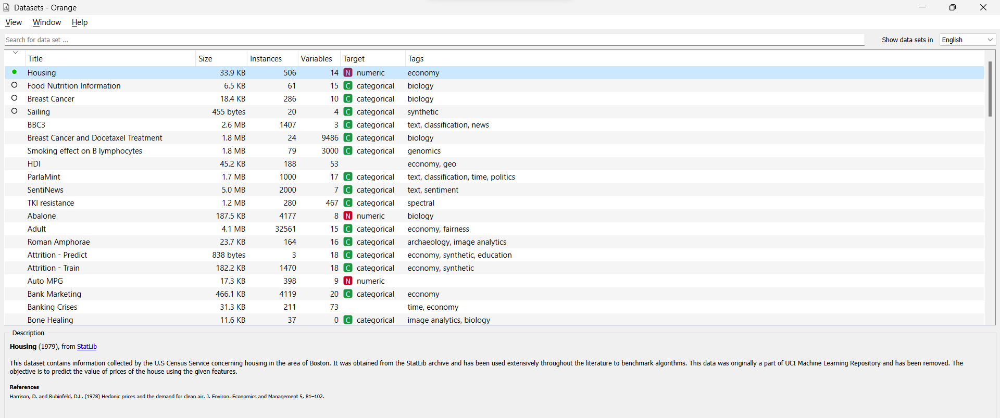 Datasets - Orange
View Window Help
Search for data set ... Show data sets in English
Title Size Instances Variables Target Tags
Housing 33.9 KB 506 14 N numeric economy
Food Nutrition Information 6.5 KB 61 15 C categorical biology
Breast Cancer 18.4 KB 286 10 C categorical biology
Sailing 455 bytes 20 4 C categorical synthetic
BBC3 2.6 MB 1407 3 C categorical text, classification, news
Breast Cancer and Docetaxel Treatment 1.8 MB 24 9486 C categorical biology
Smoking effect on B lymphocytes 1.8 MB 79 3000 C categorical genomics
HDI 45.2 KB 188 53 economy, geo
ParlaMint 1.7 MB 1000 17 C categorical text, classification, time, politics
SentiNews 5.0 MB 2000 7 C categorical text, sentiment
TKI resistance 1.2 MB 280 467 C categorical spectral
Abalone 187.5 KB 4177 8 N numeric biology
Adult 4.1 MB 32561 15 C categorical economy, fairness
Roman Amphorae 23.7 KB 164 16 C categorical archaeology, image analytics
Attrition - Predict 838 bytes 3 18 C categorical economy, synthetic, education
Attrition - Train 182.2 KB 1470 18 C categorical economy, synthetic
Auto MPG 17.3 KB 398 9 N numeric
Bank Marketing 466.1 KB 4119 20 C categorical economy
Banking Crises 31.3 KB 211 73 time, economy
Bone Healing 11.6 KB 37 0 C categorical image analytics, biology
Description
Housing (1979), from StatLib
This dataset contains information collected by the U.S Census Service concerning housing in the area of Boston. It was obtained from the StatLib archive and has been used extensively throughout the literature to benchmark algorithms. This data was originally a part of UCI Machine Learning Repository and has been removed. The
objective is to predict the value of prices of the house using the given features.
References
Harrison, D. and Rubinfeld, D.L. (1978) Hedonic prices and the demand for clean air. J. Environ. Economics and Management 5, 81–102.